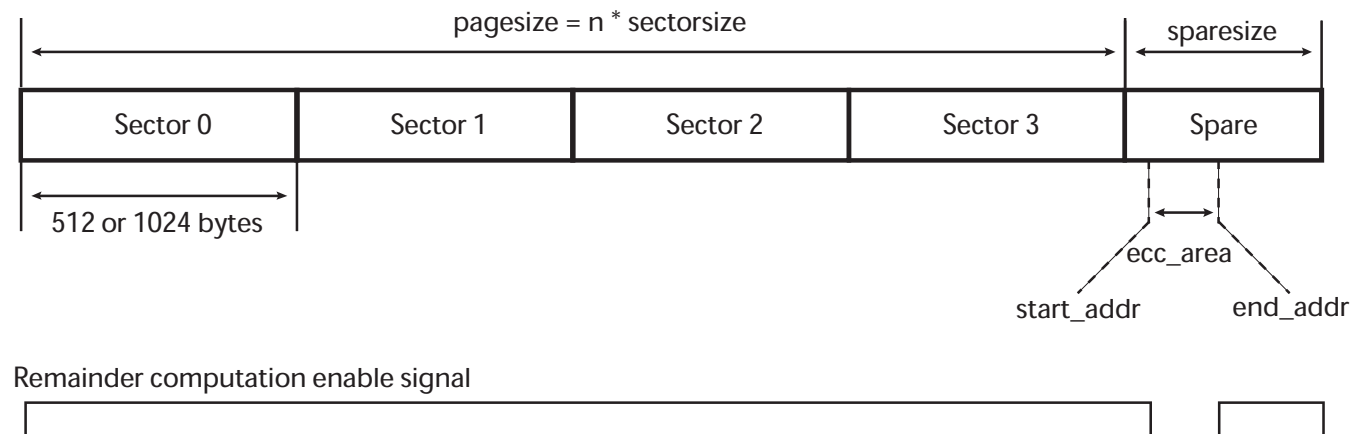 pagesize = n * sectorsize
sparesize
Sector 0
Sector 1
Sector 2
Sector 3
Spare
512 or 1024 bytes
ecc_area
start_addr
end_addr
Remainder computation enable signal